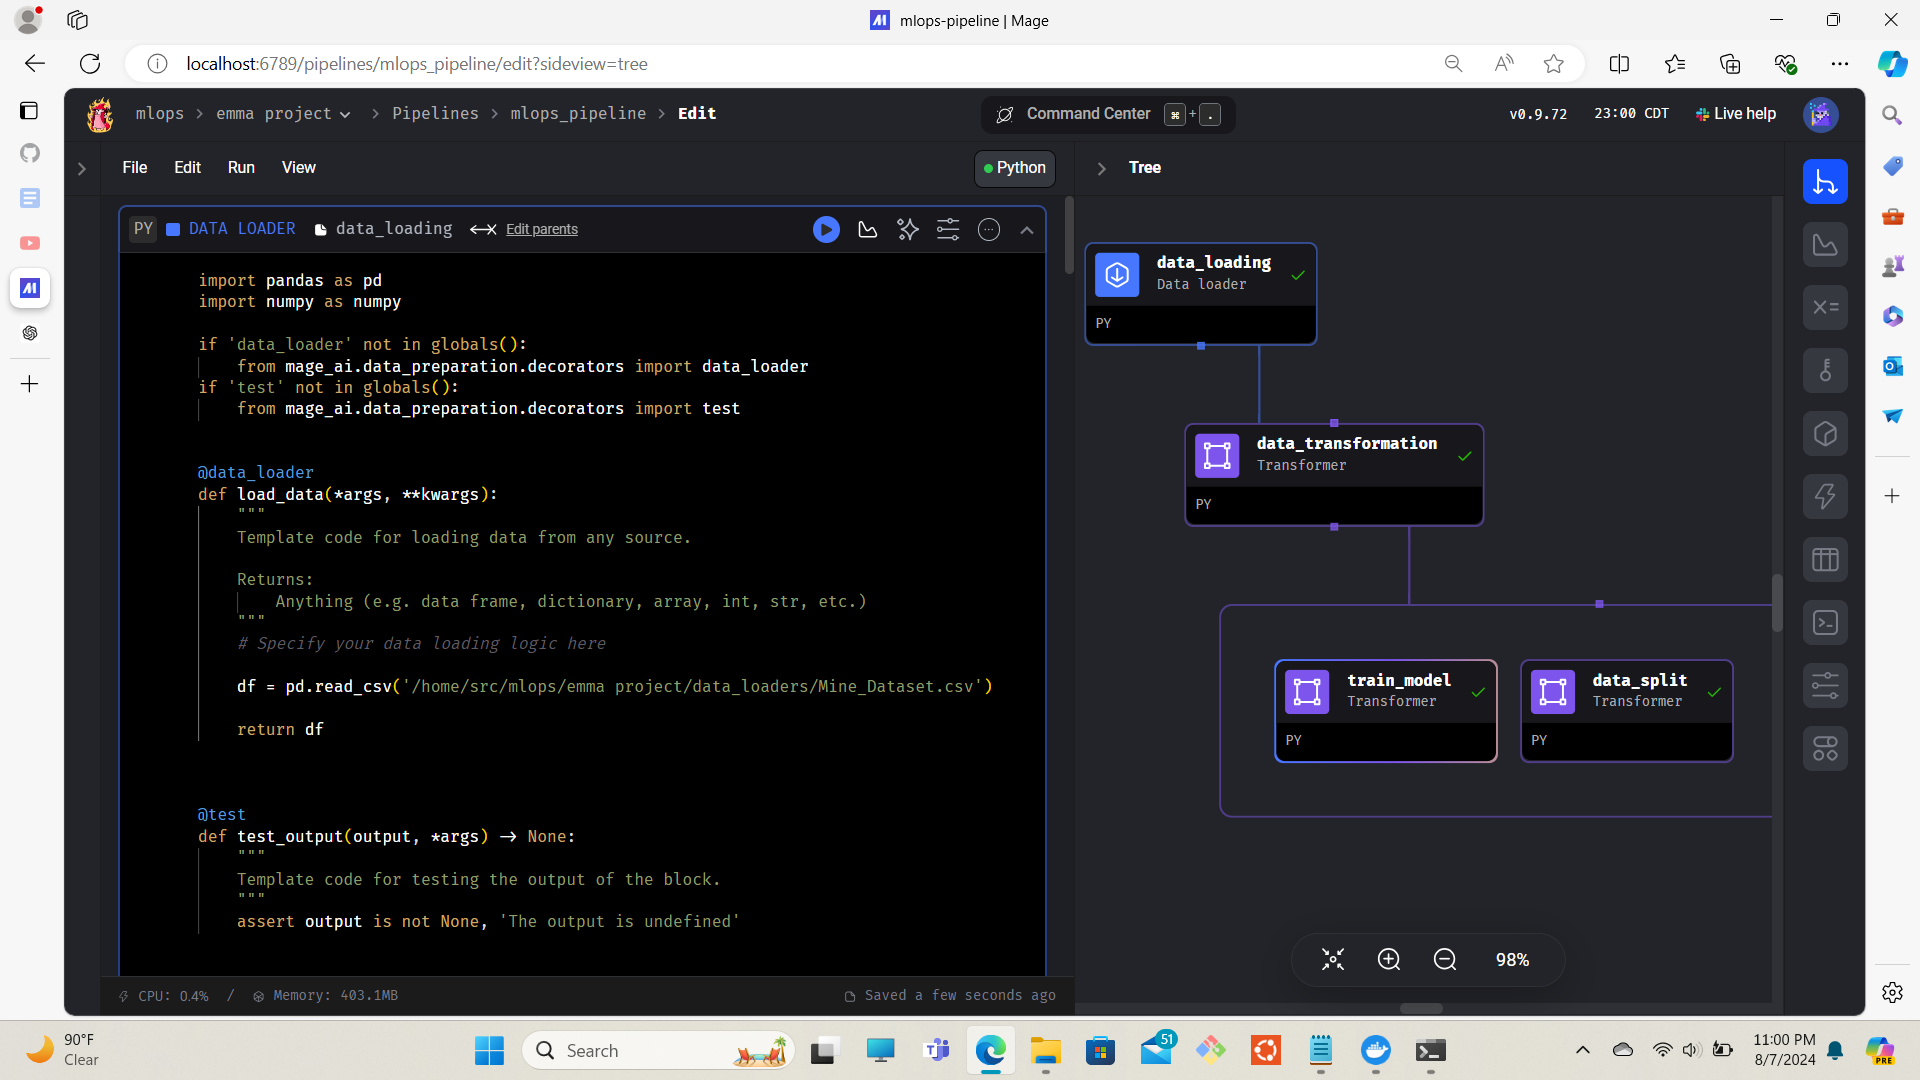 mlops-pipeline | Mage
localhost:6789/pipelines/mlops_pipeline/edit?sideview=tree
mlops > emma project > Pipelines > mlops_pipeline > Edit
Command Center ⌘ + .
v0.9.72
23:00 CDT
Live help
File Edit Run View
Python
Tree
PY DATA LOADER data_loading Edit parents
import pandas as pd
import numpy as numpy
if 'data_loader' not in globals():
from mage_ai.data_preparation.decorators import data_loader
if 'test' not in globals():
from mage_ai.data_preparation.decorators import test
@data_loader
def load_data(*args, **kwargs):
"""
Template code for loading data from any source.
Returns:
Anything (e.g. data frame, dictionary, array, int, str, etc.)
"""
# Specify your data loading logic here
df = pd.read_csv('/home/src/mlops/emma project/data_loaders/Mine_Dataset.csv')
return df
@test
def test_output(output, *args) -> None:
"""
Template code for testing the output of the block.
"""
assert output is not None, 'The output is undefined'
CPU: 0.4% / Memory: 403.1MB
Saved a few seconds ago
data_loading
Data loader
PY
data_transformation
Transformer
PY
train_model
Transformer
PY
data_split
Transformer
PY
98%
90°F
Clear
Search
51
11:00 PM
8/7/2024
PRE